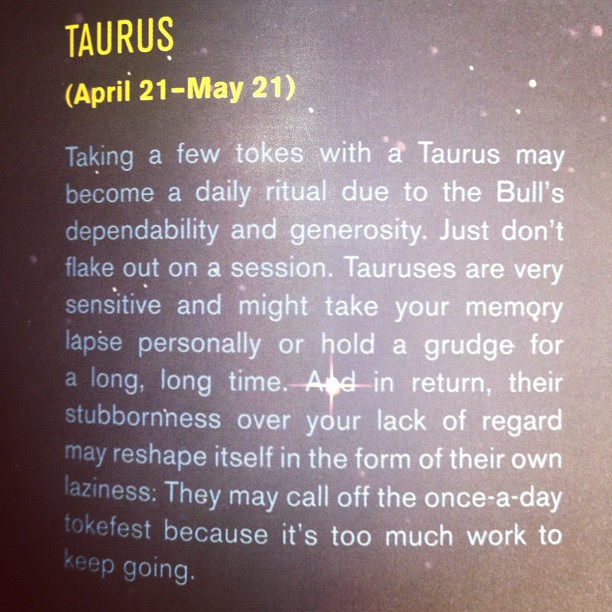 TAURUS
(April 21–May 21)
Taking a few tokes with a Taurus may
become a daily ritual due to the Bull's
dependability and generosity. Just don't
flake out on a session. Tauruses are very
sensitive and might take your memory
lapse personally or hold a grudge for
a long, long time. And in return, their
stubbornness over your lack of regard
may reshape itself in the form of their own
laziness: They may call off the once-a-day
tokefest because it's too much work to
keep going.